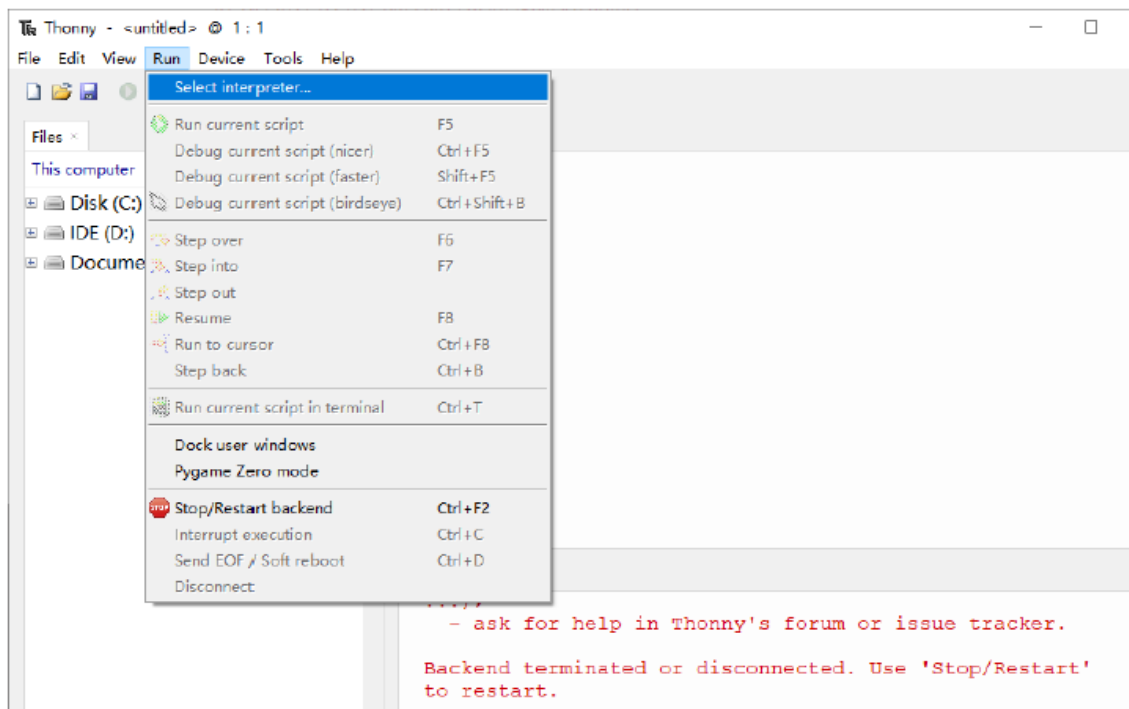 Thonny - <untitled> @ 1 : 1
File Edit View Run Device Tools Help
Select interpreter...
Files ×
Run current script F5
Debug current script (nicer) Ctrl+F5
This computer
Debug current script (faster) Shift+F5
Disk (C:)
Debug current script (birdseye) Ctrl+Shift+B
IDE (D:)
Step over F6
Docume
Step into F7
Step out
Resume F8
Run to cursor Ctrl+F8
Step back Ctrl+B
Run current script in terminal Ctrl+T
Dock user windows
Pygame Zero mode
STOP Stop/Restart backend Ctrl+F2
Interrupt execution Ctrl+C
Send EOF / Soft reboot Ctrl+D
Disconnect
- ask for help in Thonny's forum or issue tracker.
Backend terminated or disconnected. Use 'Stop/Restart'
to restart.